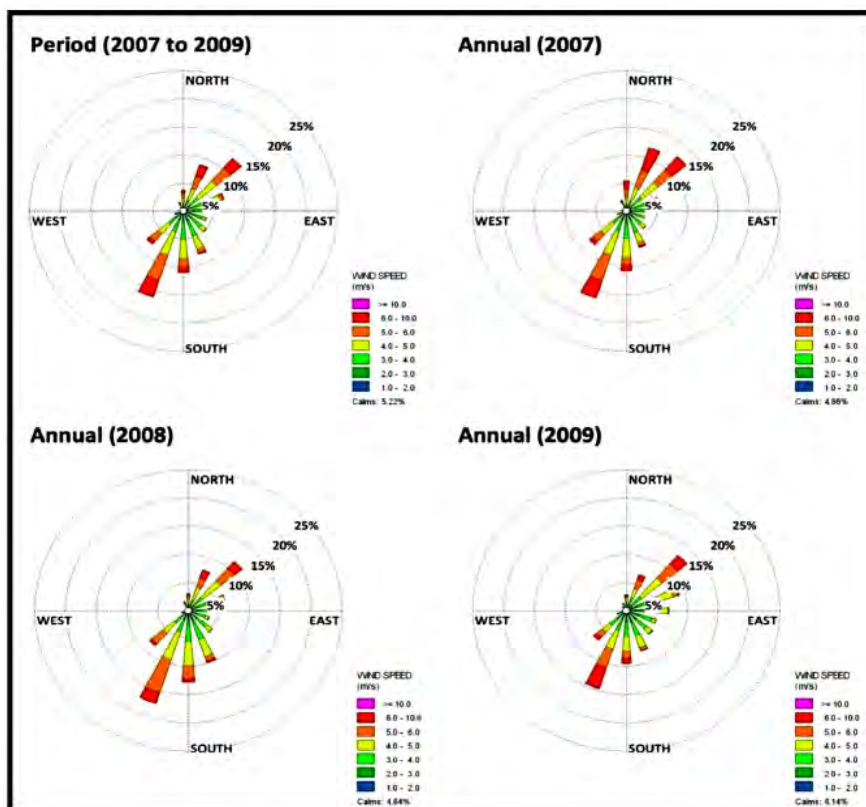 Period (2007 to 2009)
NORTH
25%
20%
15%
10%
5%
WEST
EAST
SOUTH
WIND SPEED
(m/s)
>= 10.0
6.0 - 10.0
5.0 - 6.0
4.0 - 5.0
3.0 - 4.0
2.0 - 3.0
1.0 - 2.0
Calms: 5.22%
Annual (2007)
NORTH
25%
20%
15%
10%
5%
WEST
EAST
SOUTH
WIND SPEED
(m/s)
>= 10.0
6.0 - 10.0
5.0 - 6.0
4.0 - 5.0
3.0 - 4.0
2.0 - 3.0
1.0 - 2.0
Calms: 4.86%
Annual (2008)
NORTH
25%
20%
15%
10%
5%
WEST
EAST
SOUTH
WIND SPEED
(m/s)
>= 10.0
6.0 - 10.0
5.0 - 6.0
4.0 - 5.0
3.0 - 4.0
2.0 - 3.0
1.0 - 2.0
Calms: 4.64%
Annual (2009)
NORTH
25%
20%
15%
10%
5%
WEST
EAST
SOUTH
WIND SPEED
(m/s)
>= 10.0
6.0 - 10.0
5.0 - 6.0
4.0 - 5.0
3.0 - 4.0
2.0 - 3.0
1.0 - 2.0
Calms: 6.14%